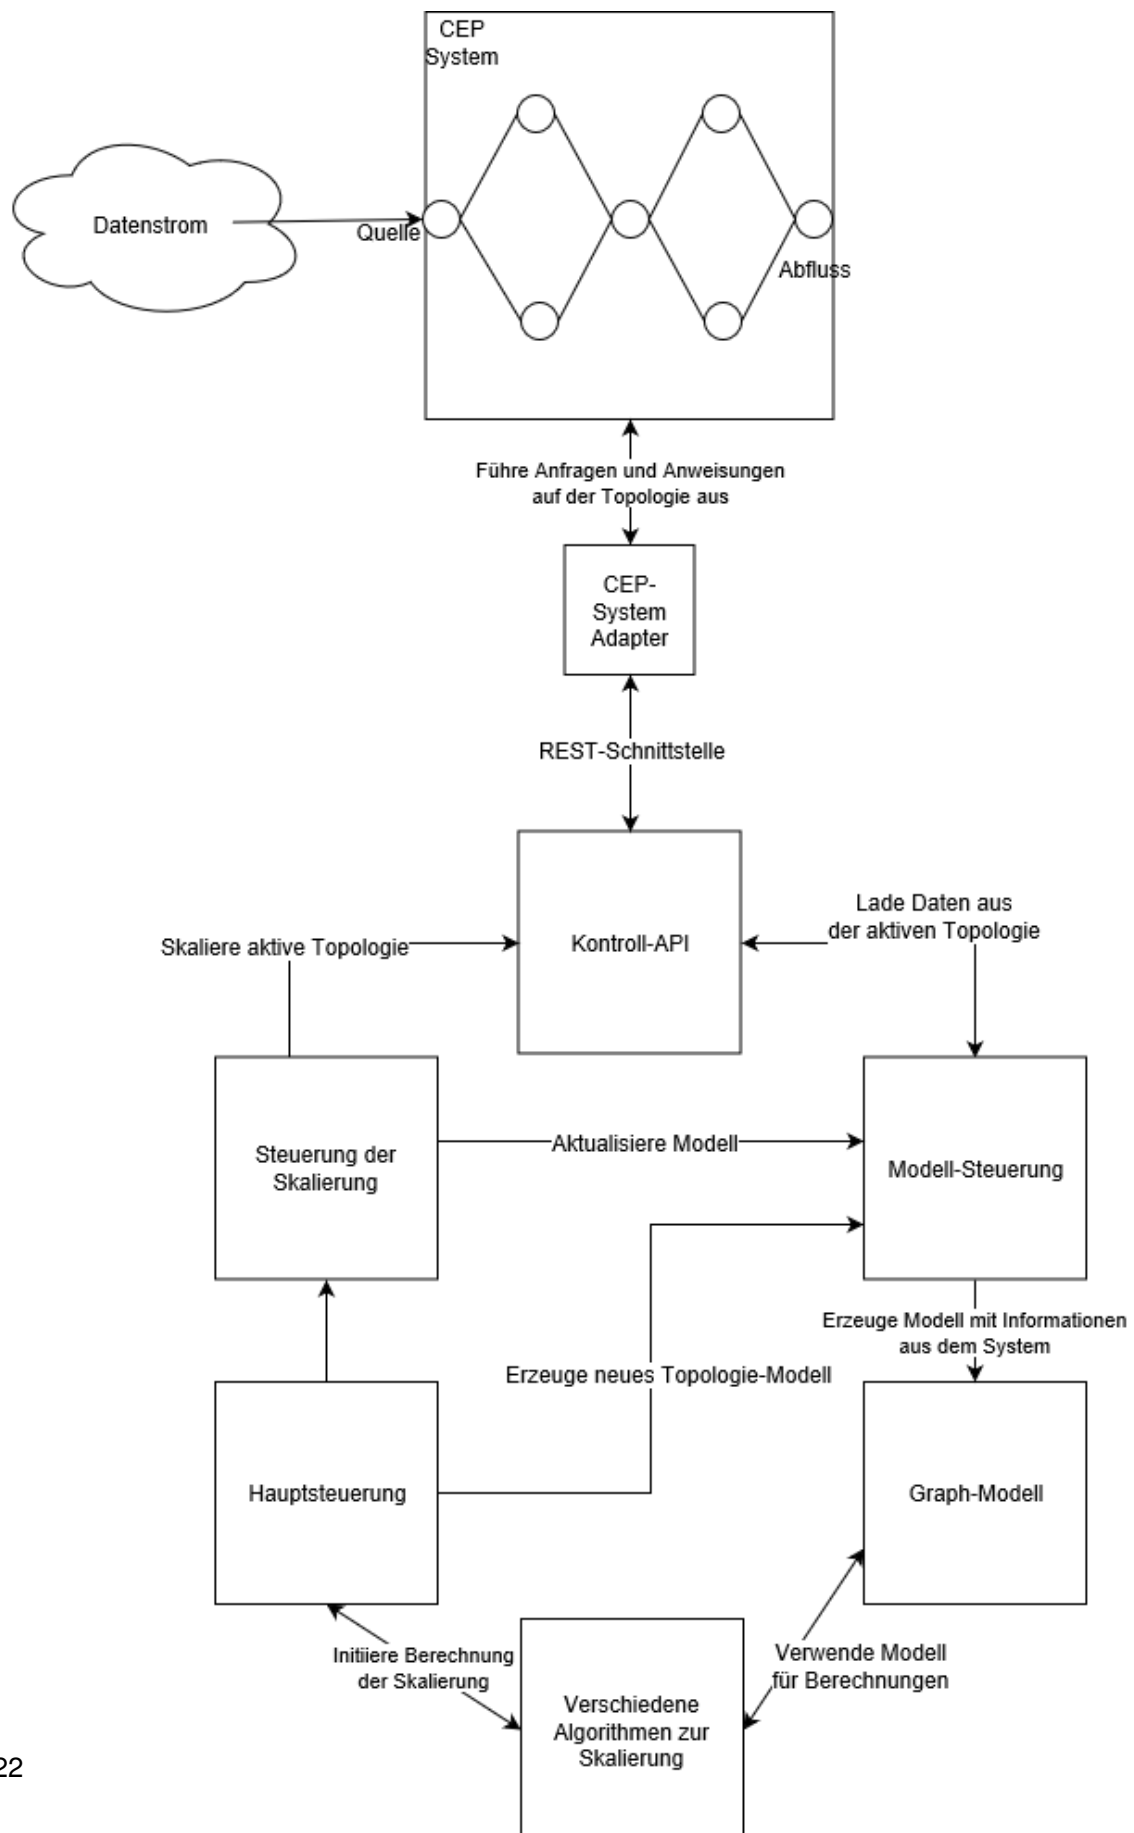 CEP
System
Datenstrom
Quelle
Abfluss
Führe Anfragen und Anweisungen
auf der Topologie aus
CEP-
System
Adapter
REST-Schnittstelle
Lade Daten aus
der aktiven Topologie
Skaliere aktive Topologie
Kontroll-API
Steuerung der
Skalierung
Aktualisiere Modell
Modell-Steuerung
Erzeuge Modell mit Informationen
aus dem System
Erzeuge neues Topologie-Modell
Hauptsteuerung
Graph-Modell
Initiiere Berechnung
der Skalierung
Verwende Modell
für Berechnungen
Verschiedene
Algorithmen zur
Skalierung
22